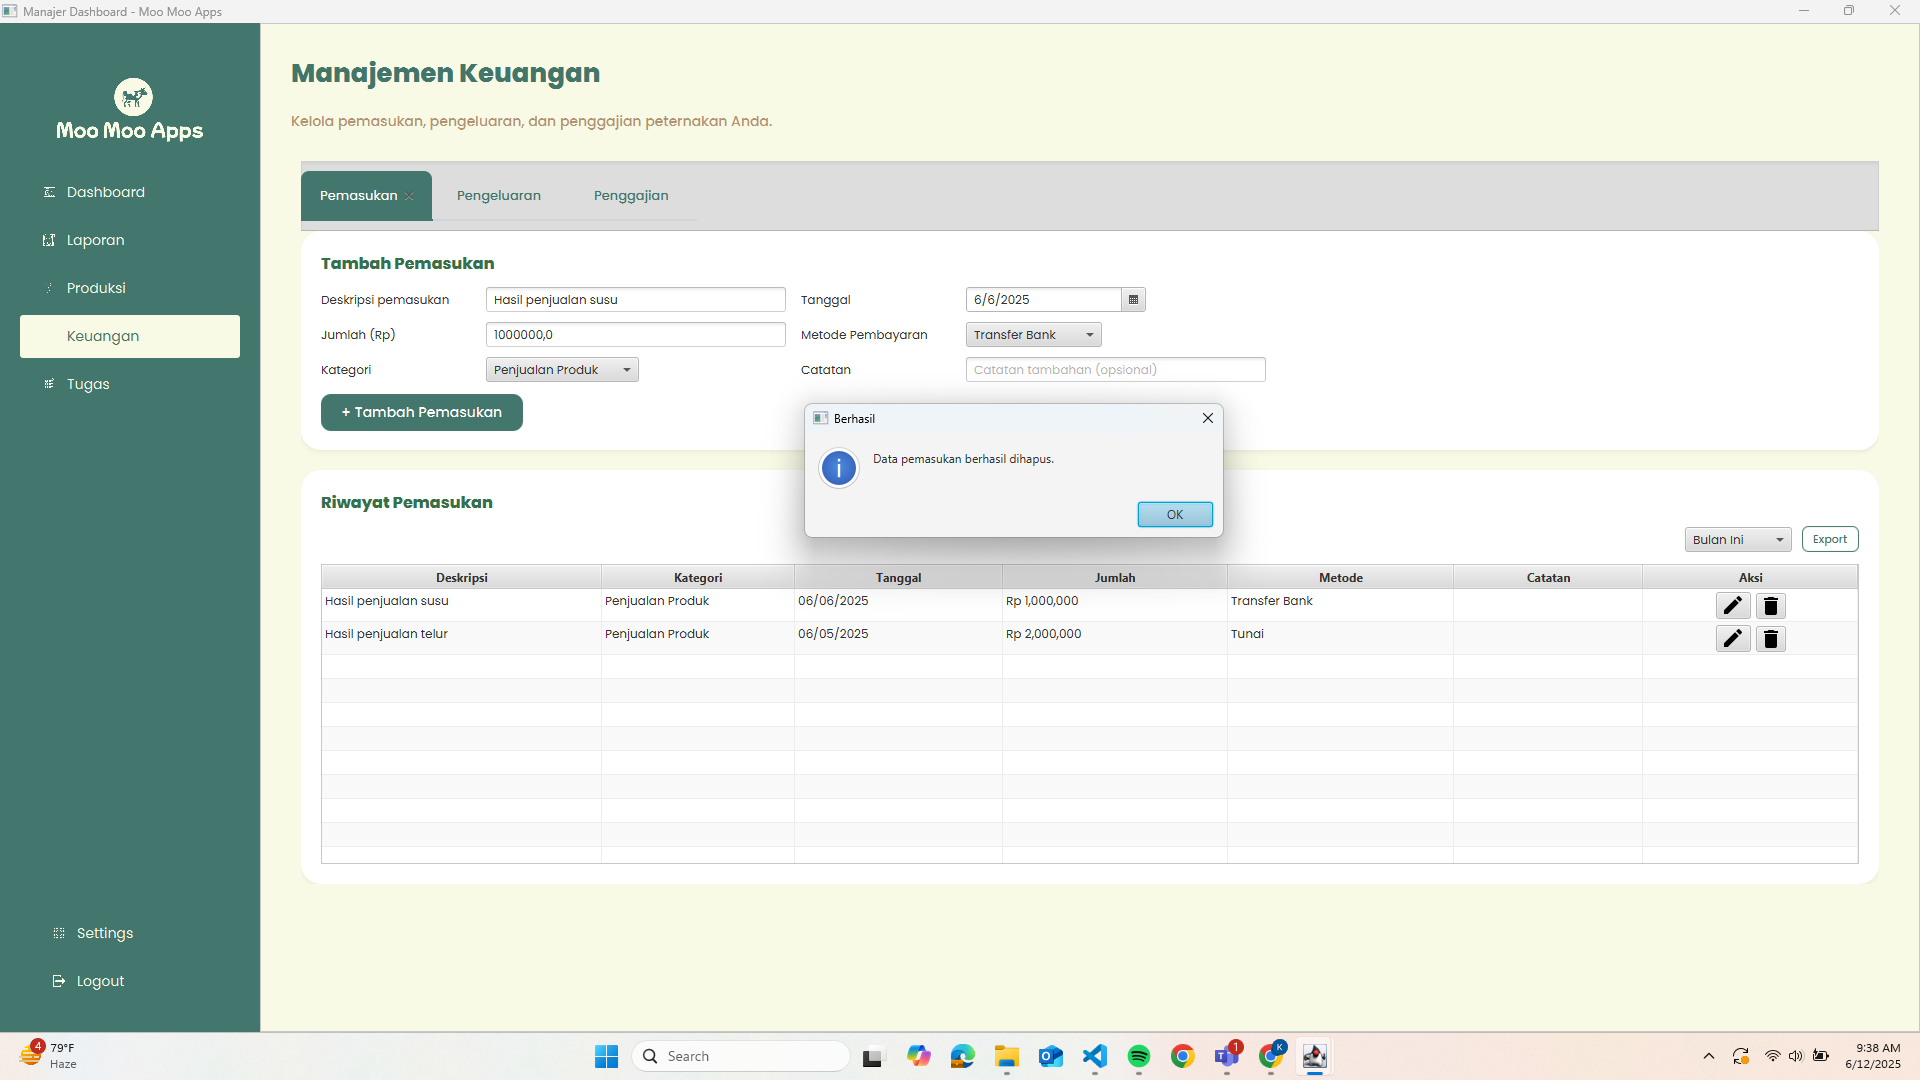 Manajer Dashboard - Moo Moo Apps
Moo Moo Apps
Dashboard
Laporan
Produksi
Keuangan
Tugas
Settings
Logout
Manajemen Keuangan
Kelola pemasukan, pengeluaran, dan penggajian peternakan Anda.
Pemasukan Pengeluaran Penggajian
Tambah Pemasukan
Deskripsi pemasukan Hasil penjualan susu Tanggal 6/6/2025
Jumlah (Rp) 1000000,0 Metode Pembayaran Transfer Bank
Kategori Penjualan Produk Catatan Catatan tambahan (opsional)
+ Tambah Pemasukan
Berhasil
Data pemasukan berhasil dihapus.
OK
Riwayat Pemasukan
Bulan Ini Export
Deskripsi Kategori Tanggal Jumlah Metode Catatan Aksi
Hasil penjualan susu Penjualan Produk 06/06/2025 Rp 1,000,000 Transfer Bank
Hasil penjualan telur Penjualan Produk 06/05/2025 Rp 2,000,000 Tunai
4 79°F
Haze
Search
1
K
9:38 AM
6/12/2025